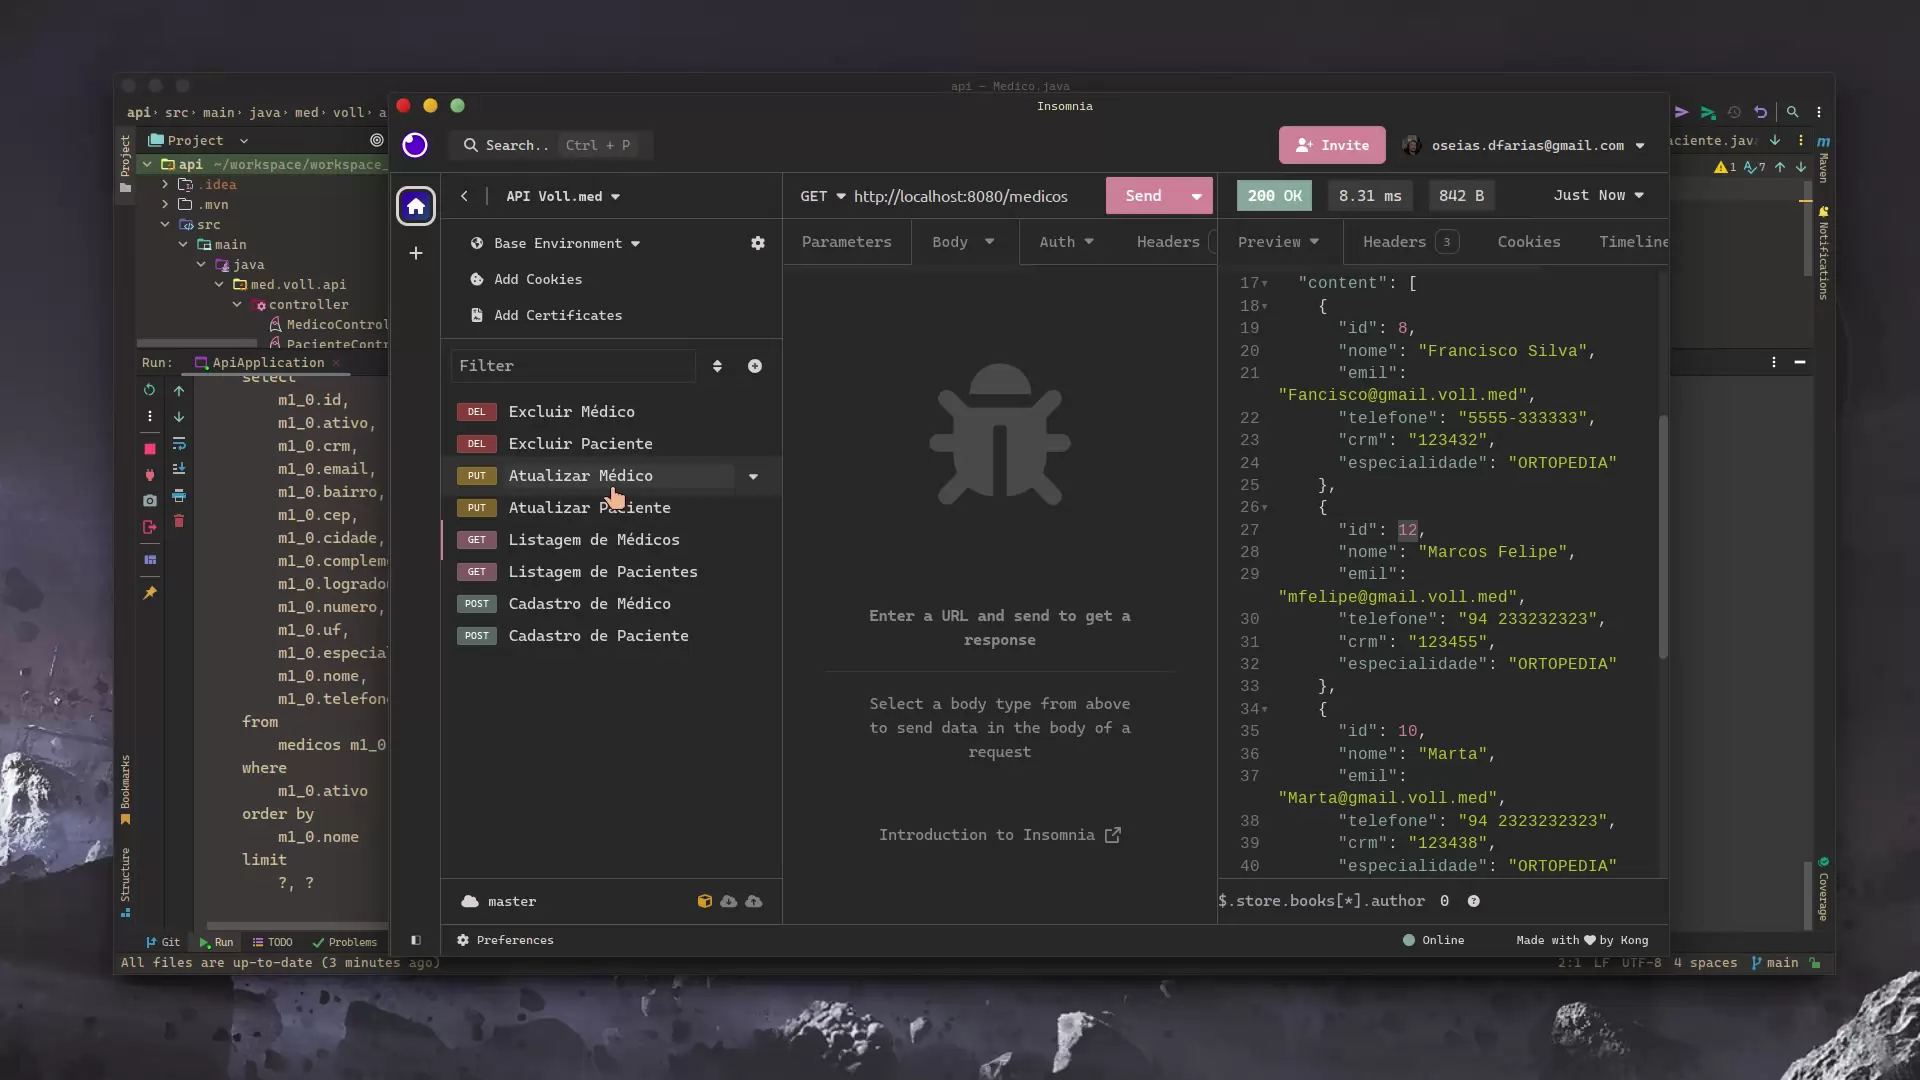 api – Medico.java
api› src› main› java› med› voll› a
Insomnia
Search..
Ctrl + P
Invite
oseias.dfarias@gmail.com
Project
Project
api ~/workspace/workspace_
.idea
.mvn
src
main
java
med.voll.api
controller
MedicoControl
PacienteContr
aciente.java
1
7
Maven
Notifications
Coverage
API Voll.med
Base Environment
Add Cookies
Add Certificates
Filter
DEL Excluir Médico
DEL Excluir Paciente
PUT Atualizar Médico
PUT Atualizar Paciente
GET Listagem de Médicos
GET Listagem de Pacientes
POST Cadastro de Médico
POST Cadastro de Paciente
master
Preferences
GET http://localhost:8080/medicos
Send
200 OK
8.31 ms
842 B
Just Now
Parameters
Body
Auth
Headers
Preview
Headers 3
Cookies
Timeline
Enter a URL and send to get a
response
Select a body type from above
to send data in the body of a
request
Introduction to Insomnia
17 "content": [
18 {
19 "id": 8,
20 "nome": "Francisco Silva",
21 "emil":
"Fancisco@gmail.voll.med",
22 "telefone": "5555-333333",
23 "crm": "123432",
24 "especialidade": "ORTOPEDIA"
25 },
26 {
27 "id": 12,
28 "nome": "Marcos Felipe",
29 "emil":
"mfelipe@gmail.voll.med",
30 "telefone": "94 233232323",
31 "crm": "123455",
32 "especialidade": "ORTOPEDIA"
33 },
34 {
35 "id": 10,
36 "nome": "Marta",
37 "emil":
"Marta@gmail.voll.med",
38 "telefone": "94 2323232323",
39 "crm": "123438",
40 "especialidade": "ORTOPEDIA"
$.store.books[*].author 0
Online
Made with ♥ by Kong
Run: ApiApplication
select
m1_0.id,
m1_0.ativo,
m1_0.crm,
m1_0.email,
m1_0.bairro,
m1_0.cep,
m1_0.cidade,
m1_0.complem
m1_0.logrado
m1_0.numero,
m1_0.uf,
m1_0.especia
m1_0.nome,
m1_0.telefon
from
medicos m1_0
where
m1_0.ativo
order by
m1_0.nome
limit
?, ?
Bookmarks
Structure
Git
Run
TODO
Problems
All files are up-to-date (3 minutes ago)
2:1 LF UTF-8 4 spaces main